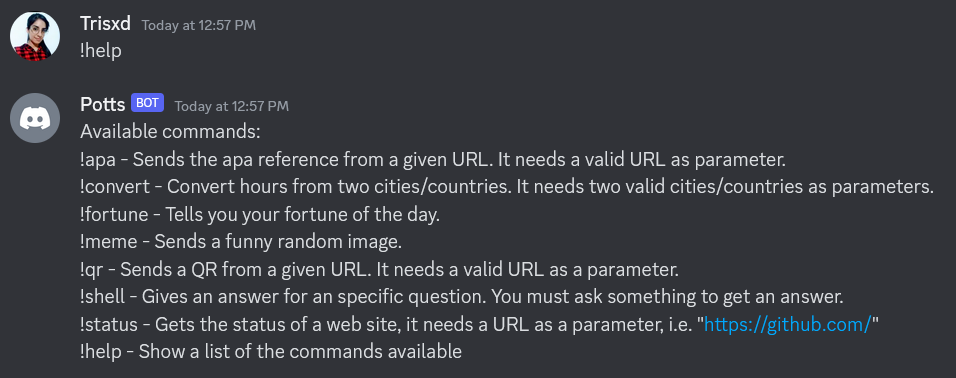 Trisxd Today at 12:57 PM
!help
Potts BOT Today at 12:57 PM
Available commands:
!apa - Sends the apa reference from a given URL. It needs a valid URL as parameter.
!convert - Convert hours from two cities/countries. It needs two valid cities/countries as parameters.
!fortune - Tells you your fortune of the day.
!meme - Sends a funny random image.
!qr - Sends a QR from a given URL. It needs a valid URL as a parameter.
!shell - Gives an answer for an specific question. You must ask something to get an answer.
!status - Gets the status of a web site, it needs a URL as a parameter, i.e. "https://github.com/"
!help - Show a list of the commands available